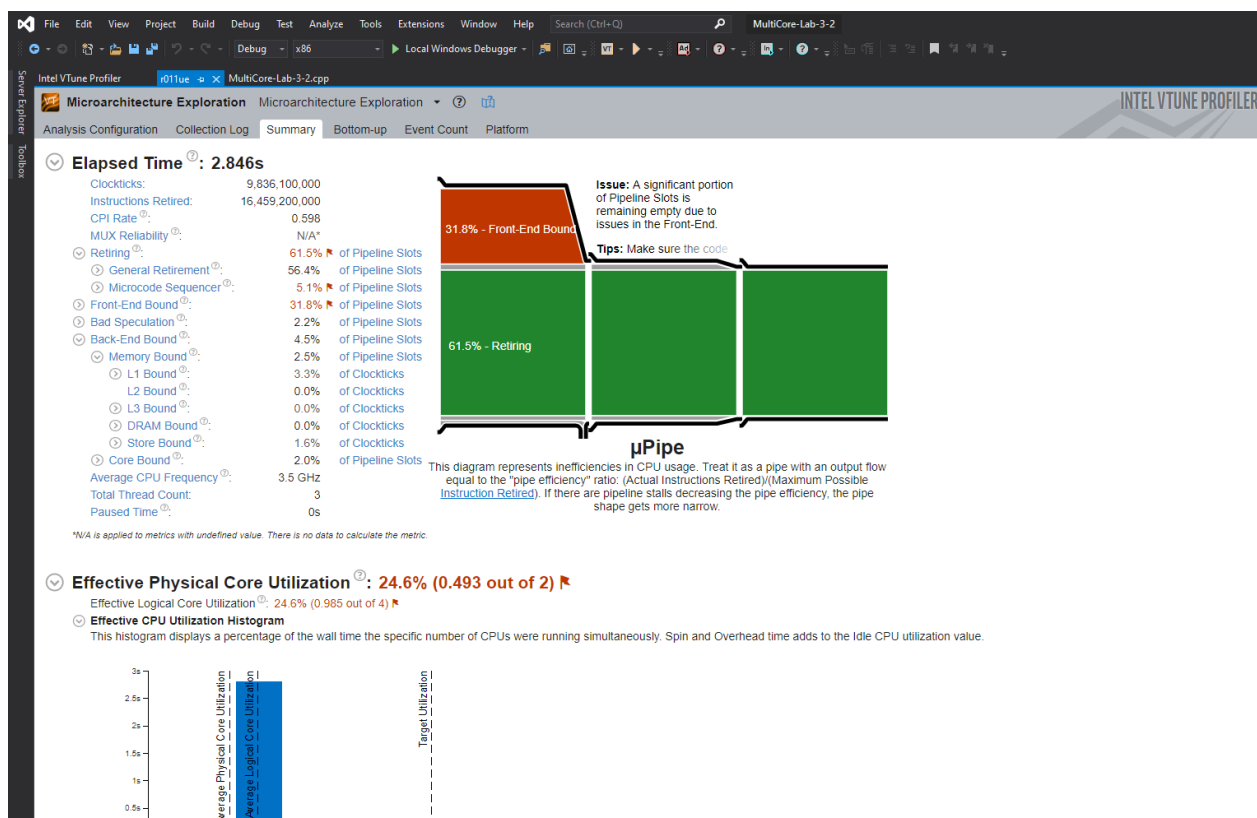 File Edit View Project Build Debug Test Analyze Tools Extensions Window Help Search (Ctrl+Q) MultiCore-Lab-3-2
Debug x86 Local Windows Debugger
Server Explorer
Toolbox
Intel VTune Profiler r011ue MultiCore-Lab-3-2.cpp
Microarchitecture Exploration Microarchitecture Exploration INTEL VTUNE PROFILER
Analysis Configuration Collection Log Summary Bottom-up Event Count Platform
Elapsed Time: 2.846s
Clockticks: 9,836,100,000
Instructions Retired: 16,459,200,000
CPI Rate: 0.598
MUX Reliability: N/A*
Retiring: 61.5% of Pipeline Slots
General Retirement: 56.4% of Pipeline Slots
Microcode Sequencer: 5.1% of Pipeline Slots
Front-End Bound: 31.8% of Pipeline Slots
Bad Speculation: 2.2% of Pipeline Slots
Back-End Bound: 4.5% of Pipeline Slots
Memory Bound: 2.5% of Pipeline Slots
L1 Bound: 3.3% of Clockticks
L2 Bound: 0.0% of Clockticks
L3 Bound: 0.0% of Clockticks
DRAM Bound: 0.0% of Clockticks
Store Bound: 1.6% of Clockticks
Core Bound: 2.0% of Pipeline Slots
Average CPU Frequency: 3.5 GHz
Total Thread Count: 3
Paused Time: 0s
*N/A is applied to metrics with undefined value. There is no data to calculate the metric.
31.8% - Front-End Bound
61.5% - Retiring
Issue: A significant portion
of Pipeline Slots is
remaining empty due to
issues in the Front-End.
Tips: Make sure the code
µPipe
This diagram represents inefficiencies in CPU usage. Treat it as a pipe with an output flow
equal to the "pipe efficiency" ratio: (Actual Instructions Retired)/(Maximum Possible
Instruction Retired). If there are pipeline stalls decreasing the pipe efficiency, the pipe
shape gets more narrow.
Effective Physical Core Utilization: 24.6% (0.493 out of 2)
Effective Logical Core Utilization: 24.6% (0.985 out of 4)
Effective CPU Utilization Histogram
This histogram displays a percentage of the wall time the specific number of CPUs were running simultaneously. Spin and Overhead time adds to the Idle CPU utilization value.
3s
2.5s
2s
1.5s
1s
0.5s
verage Physical Core Utilization
Average Logical Core Utilization
Target Utilization